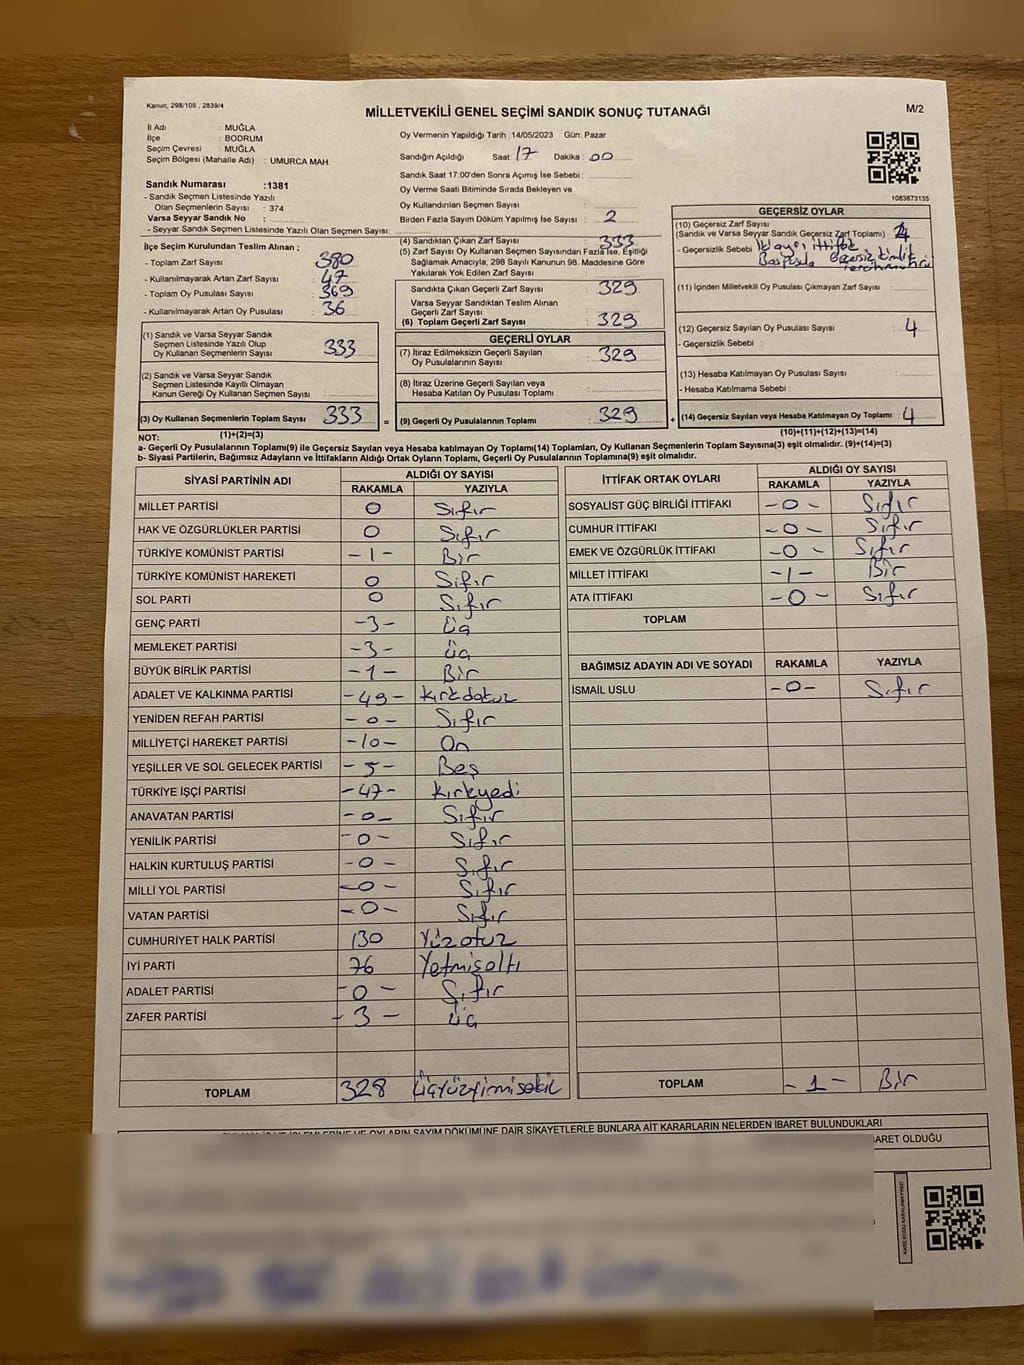 Kanun, 298/105 , 2839/4
MİLLETVEKİLİ GENEL SEÇİMİ SANDIK SONUÇ TUTANAĞI
M/2
İl Adı : MUĞLA
İlçe : BODRUM
Seçim Çevresi : MUĞLA
Seçim Bölgesi (Mahalle Adı) : UMURCA MAH.
Sandık Numarası :1381
- Sandık Seçmen Listesinde Yazılı
Olan Seçmenlerin Sayısı : 374
Varsa Seyyar Sandık No :
- Seyyar Sandık Seçmen Listesinde Yazılı Olan Seçmen Sayısı:
İlçe Seçim Kurulundan Teslim Alınan ;
- Toplam Zarf Sayısı : 380
- Kullanılmayarak Artan Zarf Sayısı : 47
- Toplam Oy Pusulası Sayısı : 369
- Kullanılmayarak Artan Oy Pusulası : 36
Oy Vermenin Yapıldığı Tarih :14/05/2023 Gün: Pazar
Sandığın Açıldığı Saat : 17 Dakika : 00
Sandık Saat 17:00'den Sonra Açımış İse Sebebi :
Oy Verme Saati Bitiminde Sırada Bekleyen ve
Oy Kullandırılan Seçmen Sayısı :
Birden Fazla Sayım Döküm Yapılmış İse Sayısı : 2
(4) Sandıktan Çıkan Zarf Sayısı : 333
(5) Zarf Sayısı Oy Kullanan Seçmen Sayısından Fazla İse, Eşitliği
Sağlamak Amacıyla; 298 Sayılı Kanunun 98. Maddesine Göre
Yakılarak Yok Edilen Zarf Sayısı
Sandıkta Çıkan Geçerli Zarf Sayısı : 329
Varsa Seyyar Sandıktan Teslim Alınan
Geçerli Zarf Sayısı
(6) Toplam Geçerli Zarf Sayısı : 329
1083873135
GEÇERSİZ OYLAR
(10) Geçersiz Zarf Sayısı
(Sandık ve Varsa Seyyar Sandık Geçersiz Zarf Toplamı) : 4
- Geçersizlik Sebebi : İki ayrı ittifak
(11) İçinden Milletvekili Oy Pusulası Çıkmayan Zarf Sayısı :
(12) Geçersiz Sayılan Oy Pusulası Sayısı : 4
- Geçersizlik Sebebi :
(13) Hesaba Katılmayan Oy Pusulası Sayısı :
- Hesaba Katılmama Sebebi :
(14) Geçersiz Sayılan veya Hesaba Katılmayan Oy Toplamı : 4
(10)+(11)+(12)+(13)=(14)
(1) Sandık ve Varsa Seyyar Sandık
Seçmen Listesinde Yazılı Olup
Oy Kullanan Seçmenlerin Sayısı : 333
(2) Sandık ve Varsa Seyyar Sandık
Seçmen Listesinde Kayıtlı Olmayan
Kanun Gereği Oy Kullanan Seçmen Sayısı :
(3) Oy Kullanan Seçmenlerin Toplam Sayısı : 333 =
(1)+(2)=(3)
GEÇERLİ OYLAR
(7) İtiraz Edilmeksizin Geçerli Sayılan
Oy Pusulalarının Sayısı : 329
(8) İtiraz Üzerine Geçerli Sayılan veya
Hesaba Katılan Oy Pusulası Toplamı :
(9) Geçerli Oy Pusulalarının Toplamı : 329 +
NOT:
a- Geçerli Oy Pusulalarının Toplamı(9) ile Geçersiz Sayılan veya Hesaba katılmayan Oy Toplamı(14) Toplamları, Oy Kullanan Seçmenlerin Toplam Sayısına(3) eşit olmalıdır. (9)+(14)=(3)
b- Siyasi Partilerin, Bağımsız Adayların ve İttifakların Aldığı Ortak Oyların Toplamı, Geçerli Oy Pusulalarının Toplamına(9) eşit olmalıdır.
SİYASİ PARTİNİN ADI ALDIĞI OY SAYISI
RAKAMLA YAZIYLA
MİLLET PARTİSİ 0 Sıfır
HAK VE ÖZGÜRLÜKLER PARTİSİ 0 Sıfır
TÜRKİYE KOMÜNİST PARTİSİ -1- Bir
TÜRKİYE KOMÜNİST HAREKETİ 0 Sıfır
SOL PARTİ 0 Sıfır
GENÇ PARTİ -3- Üç
MEMLEKET PARTİSİ -3- Üç
BÜYÜK BİRLİK PARTİSİ -1- Bir
ADALET VE KALKINMA PARTİSİ -49- Kırkdokuz
YENİDEN REFAH PARTİSİ -0- Sıfır
MİLLİYETÇİ HAREKET PARTİSİ -10- On
YEŞİLLER VE SOL GELECEK PARTİSİ -5- Beş
TÜRKİYE İŞÇİ PARTİSİ -47- Kırkyedi
ANAVATAN PARTİSİ -0- Sıfır
YENİLİK PARTİSİ -0- Sıfır
HALKIN KURTULUŞ PARTİSİ -0- Sıfır
MİLLİ YOL PARTİSİ -0- Sıfır
VATAN PARTİSİ -0- Sıfır
CUMHURİYET HALK PARTİSİ 130 Yüzotuz
İYİ PARTİ 76 Yetmişaltı
ADALET PARTİSİ -0- Sıfır
ZAFER PARTİSİ -3- Üç
TOPLAM 328 Üçyüzyirmisekiz
İTTİFAK ORTAK OYLARI ALDIĞI OY SAYISI
RAKAMLA YAZIYLA
SOSYALİST GÜÇ BİRLİĞİ İTTİFAKI -0- Sıfır
CUMHUR İTTİFAKI -0- Sıfır
EMEK VE ÖZGÜRLÜK İTTİFAKI -0- Sıfır
MİLLET İTTİFAKI -1- Bir
ATA İTTİFAKI -0- Sıfır
TOPLAM
BAĞIMSIZ ADAYIN ADI VE SOYADI RAKAMLA YAZIYLA
İSMAİL USLU -0- Sıfır
TOPLAM -1- Bir
VE OYLARIN SAYIM DÖKÜMÜNE DAİR ŞİKAYETLERLE BUNLARA AİT KARARLARIN NELERDEN İBARET BULUNDUKLARI
OLDUĞU